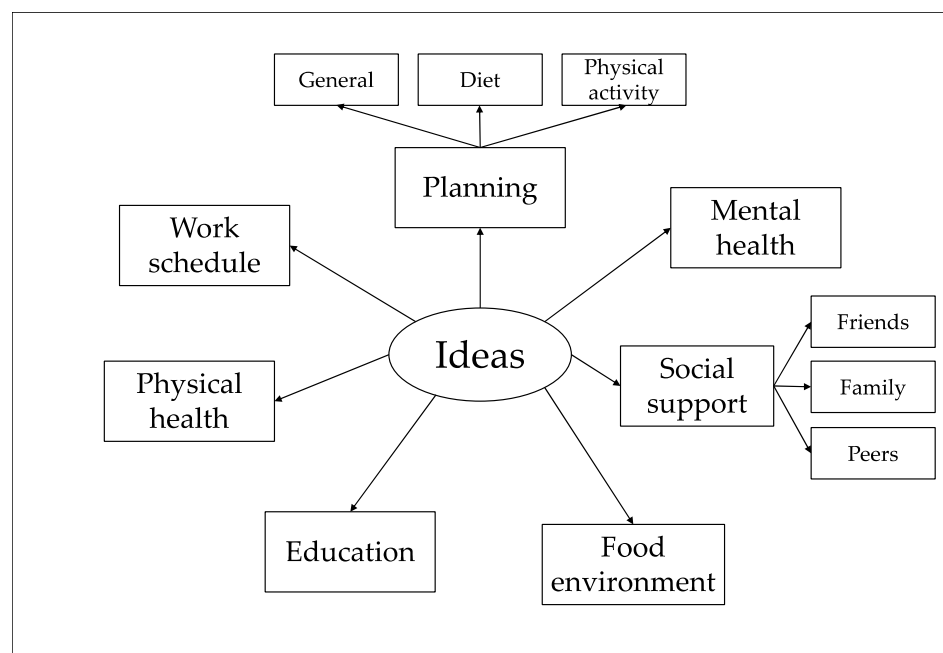 General
Diet
Physical
activity
Planning
Work
schedule
Mental
health
Ideas
Friends
Social
support
Family
Physical
health
Peers
Education
Food
environment